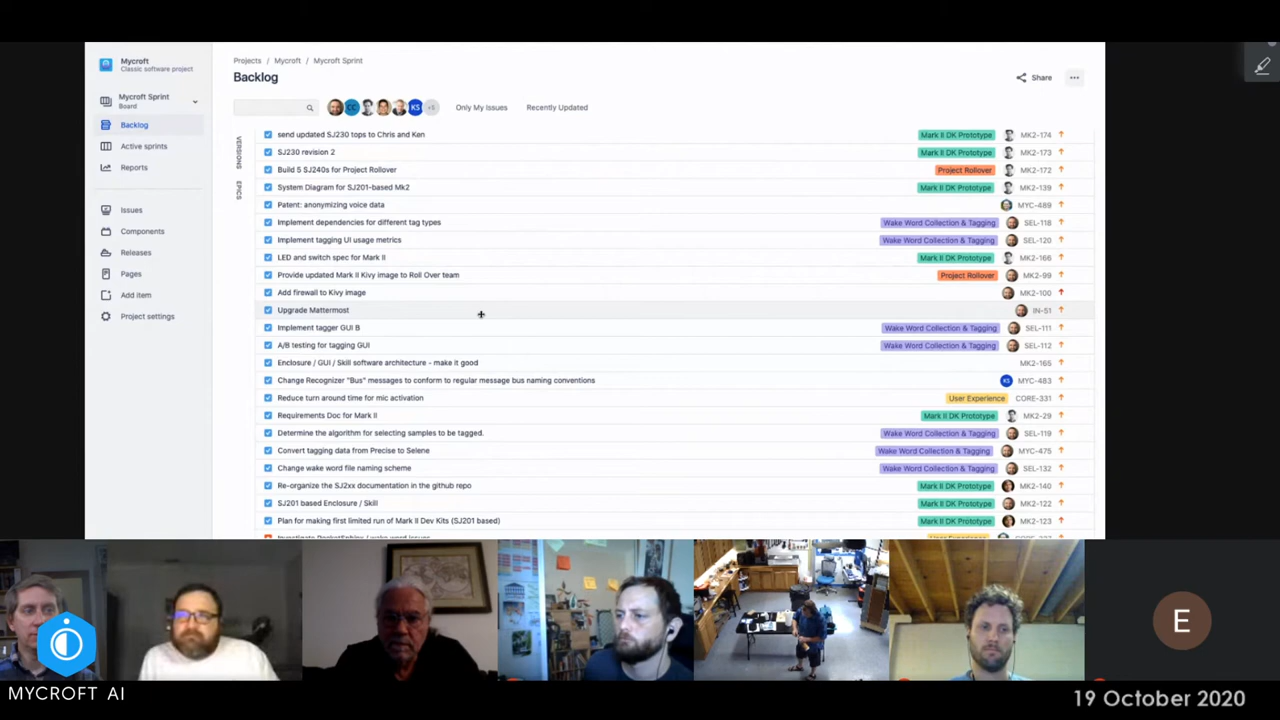 Mycroft
Classic software project
Mycroft Sprint
Board
Backlog
Active sprints
Reports
Issues
Components
Releases
Pages
Add item
Project settings
Projects / Mycroft / Mycroft Sprint
Backlog
Share
CC KS +5 Only My Issues Recently Updated
VERSIONS
EPICS
send updated SJ230 tops to Chris and Ken Mark II DK Prototype MK2-174
SJ230 revision 2 Mark II DK Prototype MK2-173
Build 5 SJ240s for Project Rollover Project Rollover MK2-172
System Diagram for SJ201-based Mk2 Mark II DK Prototype MK2-139
Patent: anonymizing voice data MYC-489
Implement dependencies for different tag types Wake Word Collection & Tagging SEL-118
Implement tagging UI usage metrics Wake Word Collection & Tagging SEL-120
LED and switch spec for Mark II Mark II DK Prototype MK2-166
Provide updated Mark II Kivy image to Roll Over team Project Rollover MK2-99
Add firewall to Kivy image MK2-100
Upgrade Mattermost IN-51
Implement tagger GUI B Wake Word Collection & Tagging SEL-111
A/B testing for tagging GUI Wake Word Collection & Tagging SEL-112
Enclosure / GUI / Skill software architecture - make it good MK2-165
Change Recognizer "Bus" messages to conform to regular message bus naming conventions KS MYC-483
Reduce turn around time for mic activation User Experience CORE-331
Requirements Doc for Mark II Mark II DK Prototype MK2-29
Determine the algorithm for selecting samples to be tagged. Wake Word Collection & Tagging SEL-119
Convert tagging data from Precise to Selene Wake Word Collection & Tagging MYC-475
Change wake word file naming scheme Wake Word Collection & Tagging SEL-132
Re-organize the SJ2xx documentation in the github repo Mark II DK Prototype MK2-140
SJ201 based Enclosure / Skill Mark II DK Prototype MK2-122
Plan for making first limited run of Mark II Dev Kits (SJ201 based) Mark II DK Prototype MK2-123
E
MYCROFT AI
19 October 2020